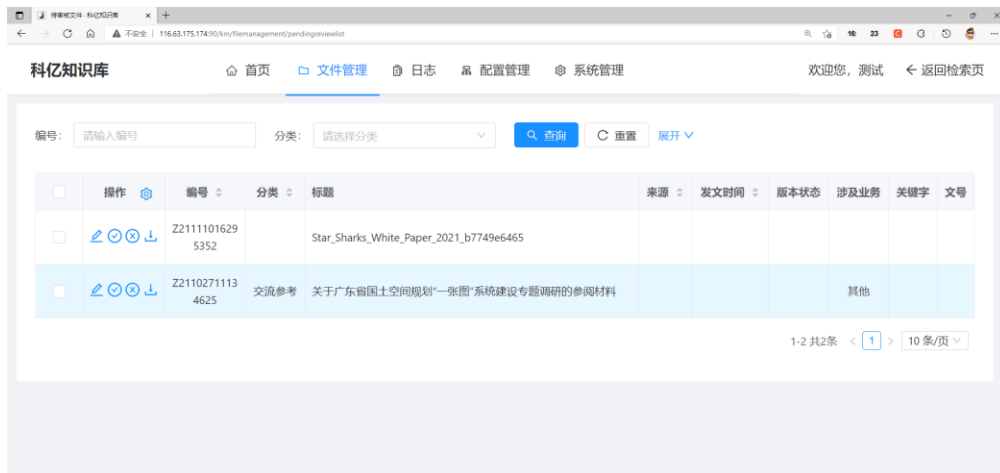 待审核文件 - 科亿知识库
不安全 | 116.63.175.174:90/km/filemanagement/pendingreviewlist
16: 23
科亿知识库 首页 文件管理 日志 配置管理 系统管理 欢迎您, 测试 返回检索页
编号: 请输入编号 分类: 请选择分类 查询 重置 展开
操作 编号 分类 标题 来源 发文时间 版本状态 涉及业务 关键字 文号
Z2111101629
5352
Star_Sharks_White_Paper_2021_b7749e6465
Z2110271113
4625
交流参考 关于广东省国土空间规划“一张图”系统建设专题调研的参阅材料 其他
1-2 共2条 < 1 > 10 条/页